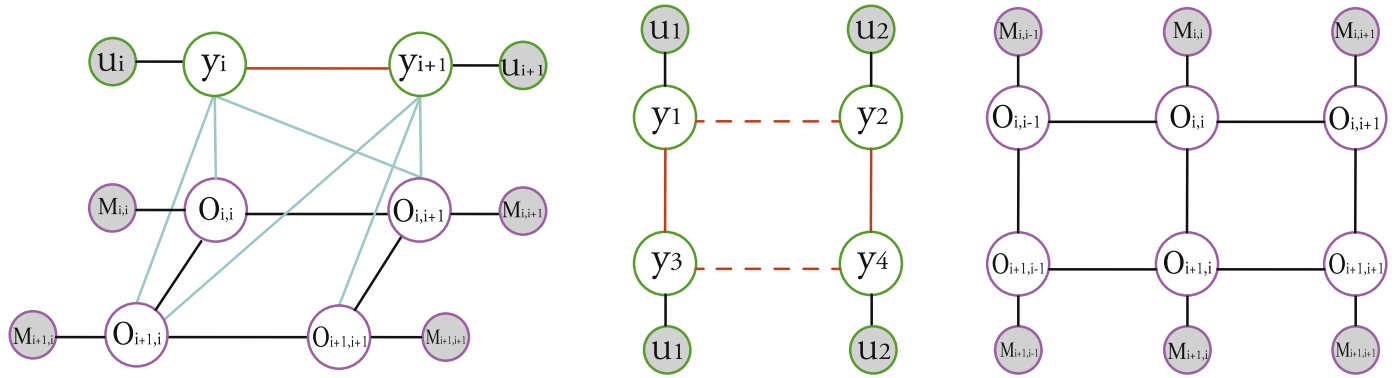 ui yi yi+1 ui+1
Mi,i Oi,i Oi,i+1 Mi,i+1
Mi+1,i Oi+1,i Oi+1,i+1 Mi+1,i+1
u1 u2
y1 y2
y3 y4
u1 u2
Mi,i-1 Mi,i Mi,i+1
Oi,i-1 Oi,i Oi,i+1
Oi+1,i-1 Oi+1,i Oi+1,i+1
Mi+1,i-1 Mi+1,i Mi+1,i+1